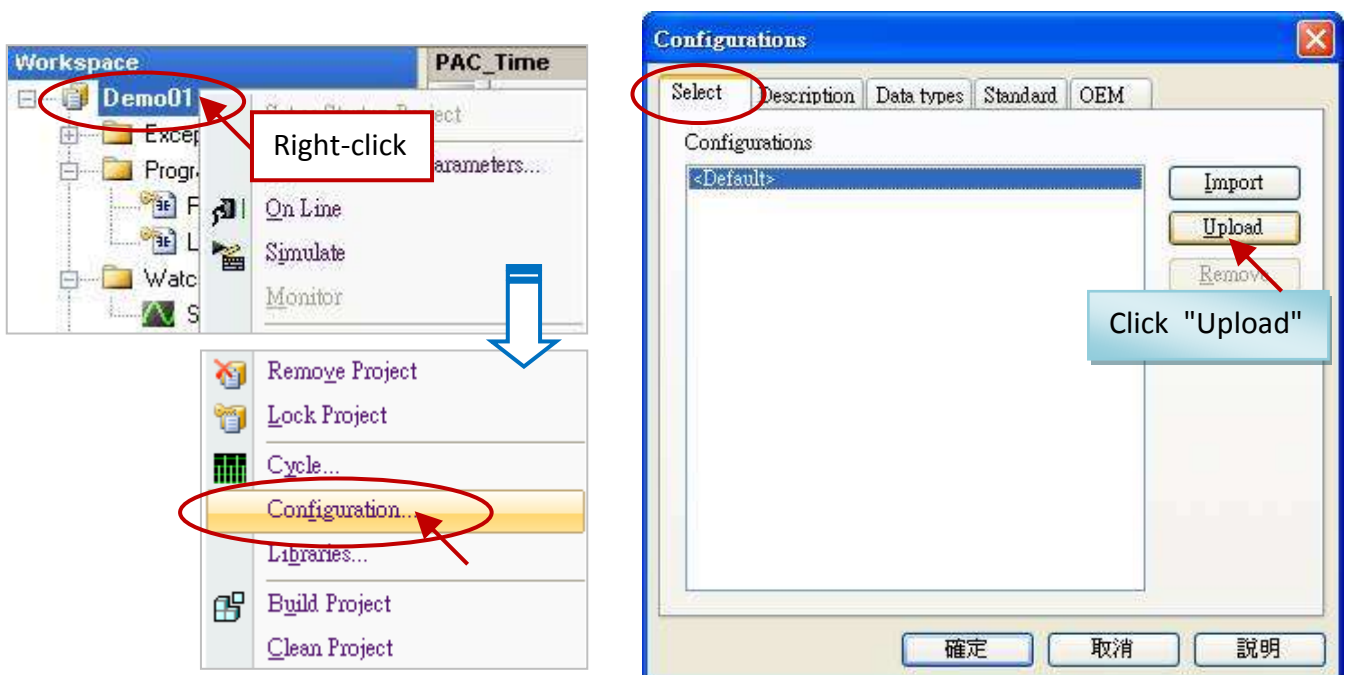 Workspace
PAC_Time
Demo01
Right-click
ect
Excep
Progr
arameters...
F
On Line
L
Simulate
Watc
Monitor
S
Remove Project
Lock Project
Cycle...
Configuration...
Libraries...
Build Project
Clean Project
Configurations
Select Description Data types Standard OEM
Configurations
<Default>
Import
Upload
Remove
Click "Upload"
確定 取消 説明